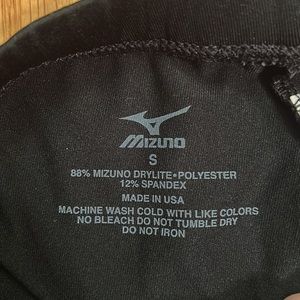 MIZUNO
S
88% MIZUNO DRYLITE•POLYESTER
12% SPANDEX
MADE IN USA
MACHINE WASH COLD WITH LIKE COLORS
NO BLEACH DO NOT TUMBLE DRY
DO NOT IRON